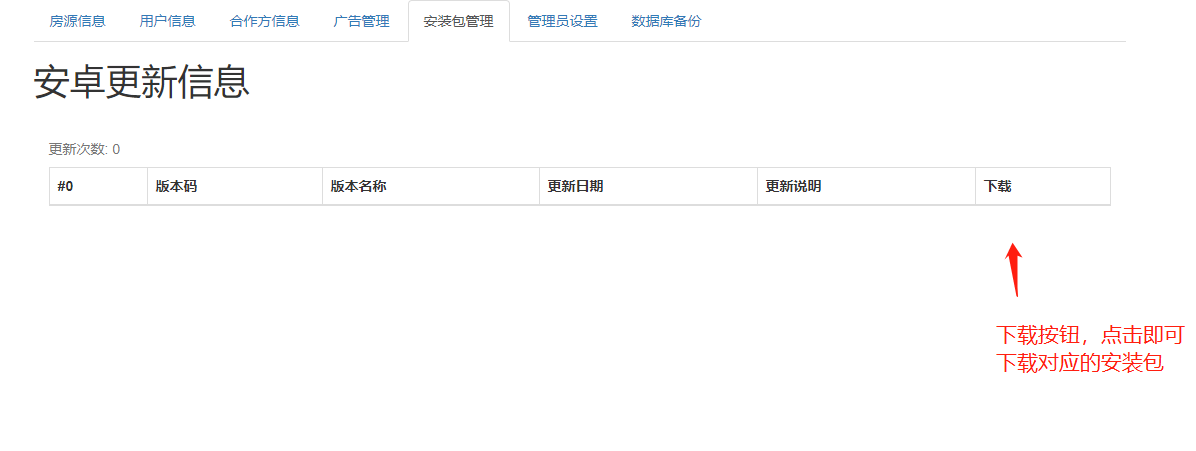 房源信息 用户信息 合作方信息 广告管理 安装包管理 管理员设置 数据库备份
安卓更新信息
更新次数: 0
#0 版本码 版本名称 更新日期 更新说明 下载
下载按钮，点击即可
下载对应的安装包